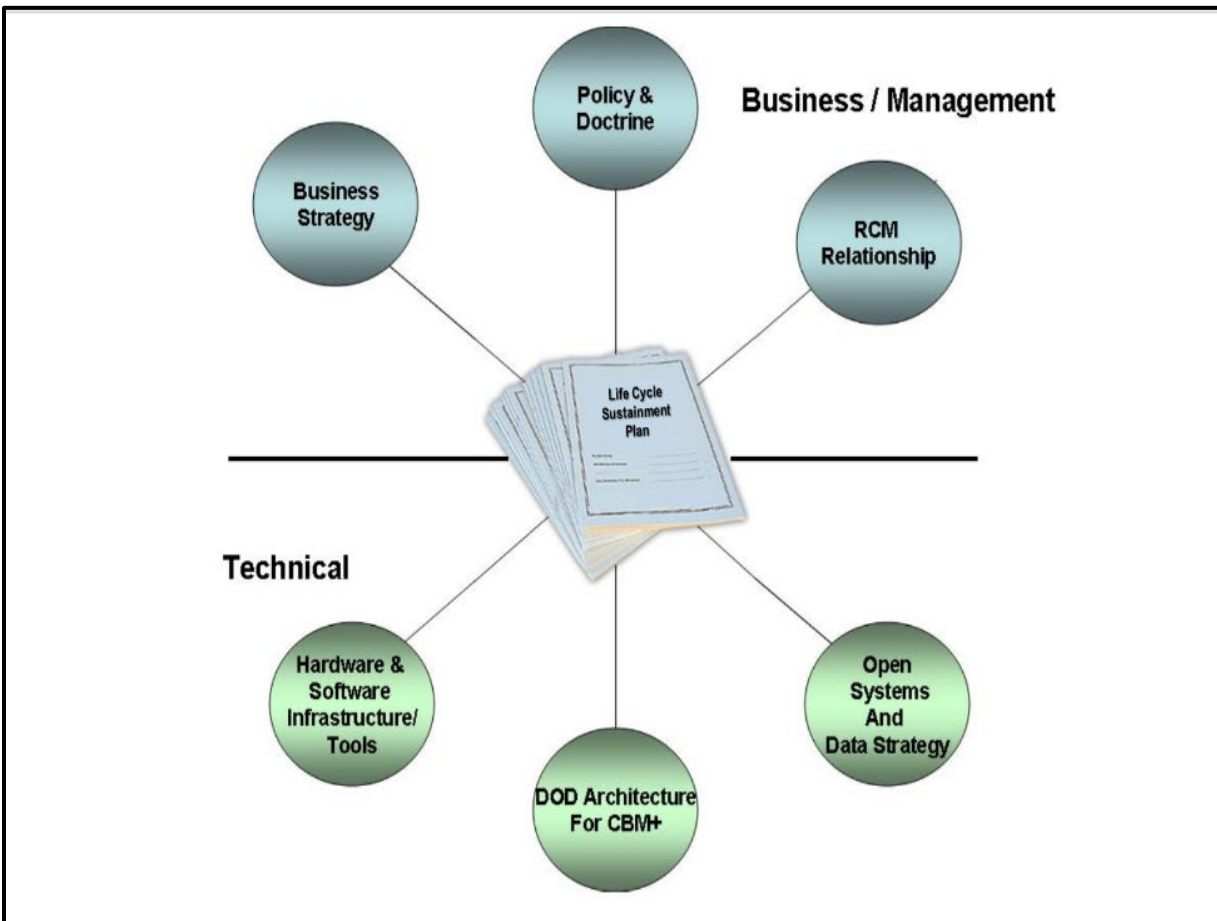 Policy &
Doctrine
Business / Management
Business
Strategy
RCM
Relationship
Life Cycle
Sustainment
Plan
Technical
Hardware &
Software
Infrastructure/
Tools
Open
Systems
And
Data Strategy
DOD Architecture
For CBM+